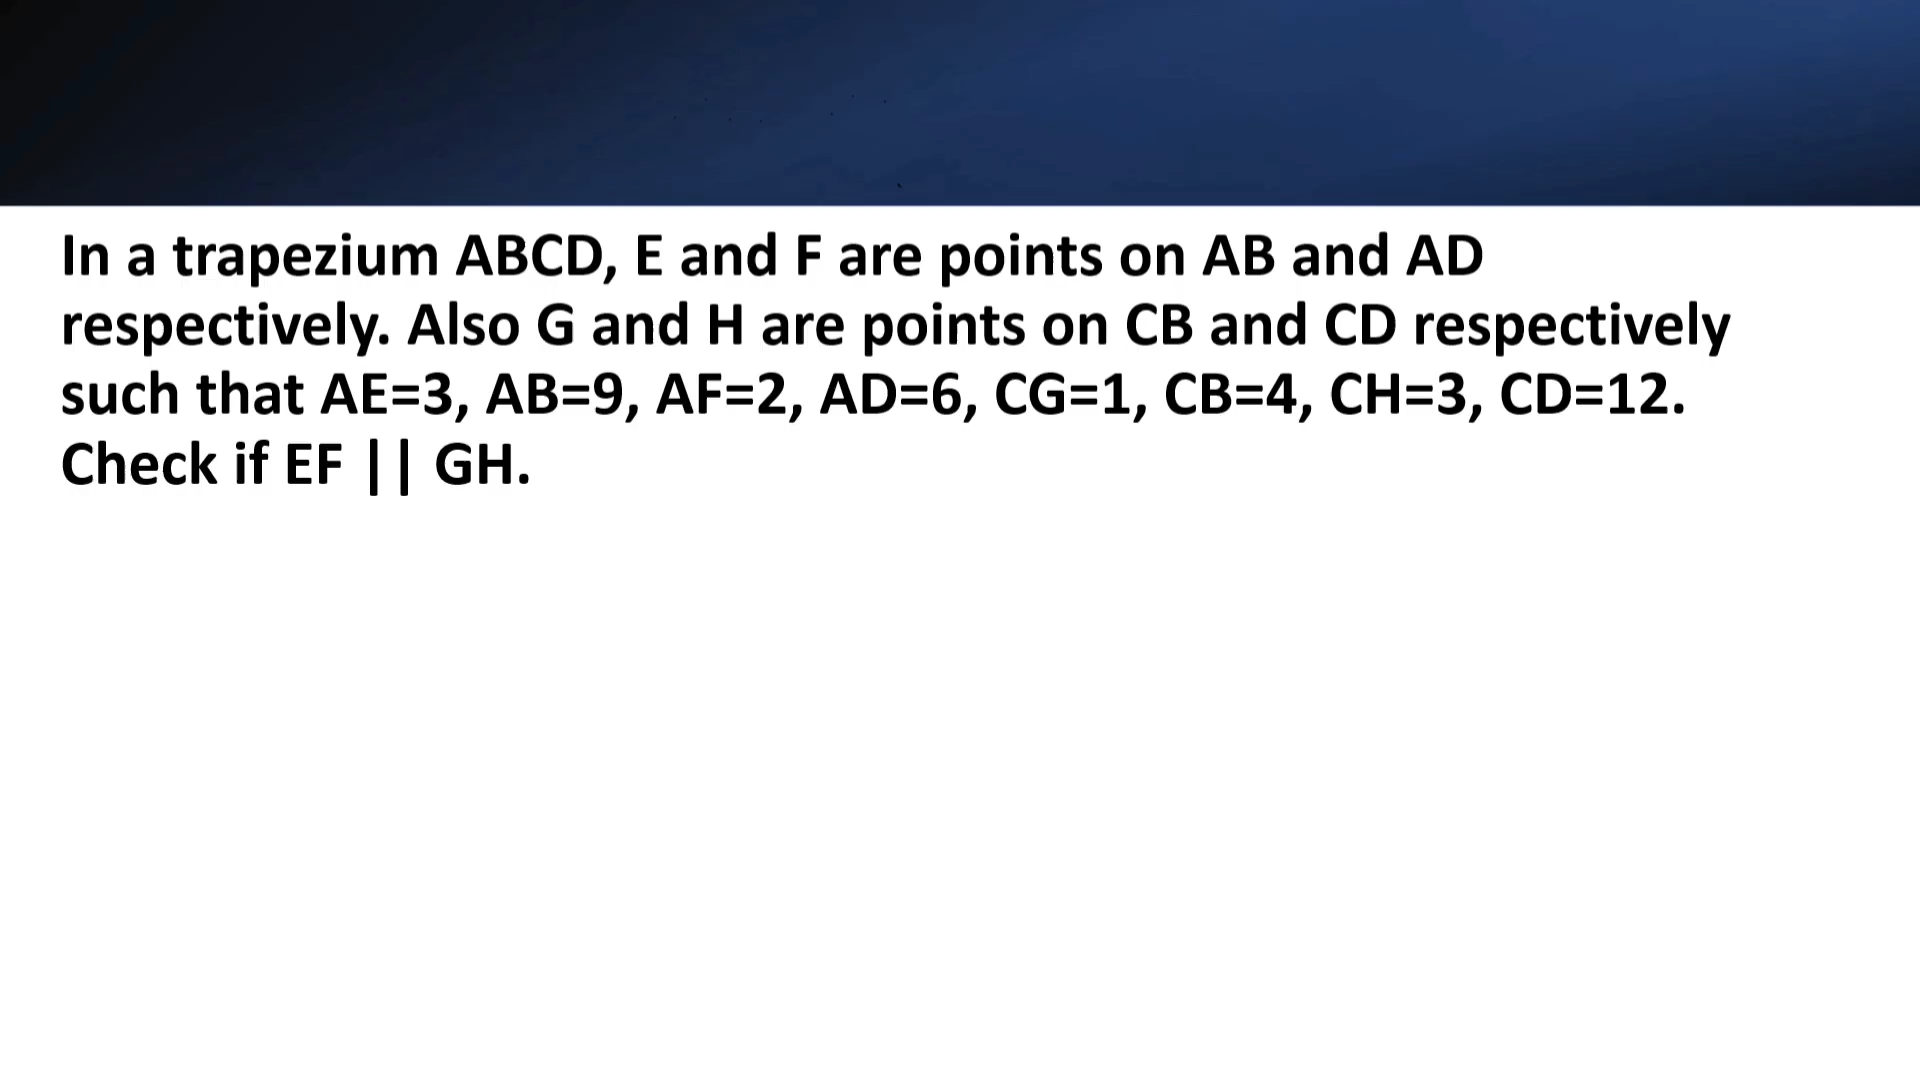 In a trapezium ABCD, E and F are points on AB and AD
respectively. Also G and H are points on CB and CD respectively
such that AE=3, AB=9, AF=2, AD=6, CG=1, CB=4, CH=3, CD=12.
Check if EF || GH.